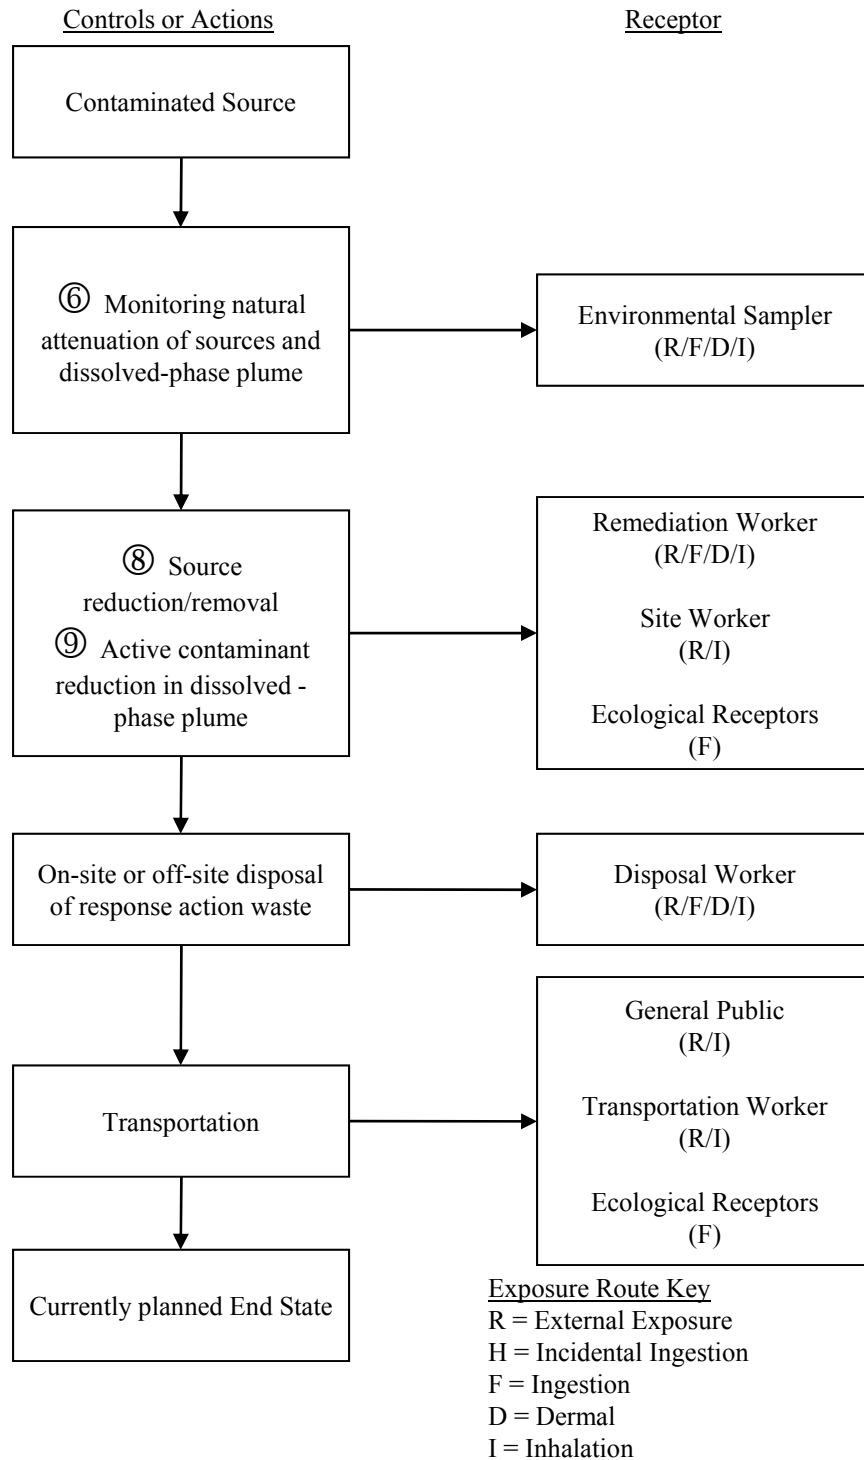 Controls or Actions
Receptor
Contaminated Source
⑥ Monitoring natural
attenuation of sources and
dissolved-phase plume
Environmental Sampler
(R/F/D/I)
⑧ Source
reduction/removal
⑨ Active contaminant
reduction in dissolved -
phase plume
Remediation Worker
(R/F/D/I)
Site Worker
(R/I)
Ecological Receptors
(F)
On-site or off-site disposal
of response action waste
Disposal Worker
(R/F/D/I)
Transportation
General Public
(R/I)
Transportation Worker
(R/I)
Ecological Receptors
(F)
Currently planned End State
Exposure Route Key
R = External Exposure
H = Incidental Ingestion
F = Ingestion
D = Dermal
I = Inhalation